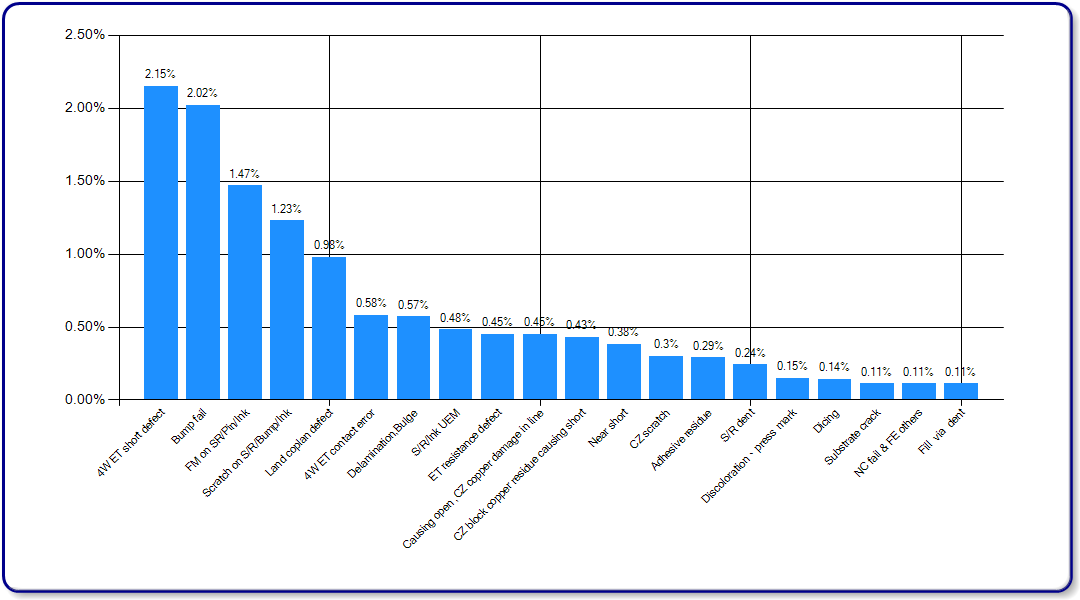 2.50%
2.00%
1.50%
1.00%
0.50%
0.00%
2.15%
2.02%
1.47%
1.23%
0.98%
0.58%
0.57%
0.48%
0.45%
0.45%
0.43%
0.38%
0.3%
0.29%
0.24%
0.15%
0.14%
0.11%
0.11%
0.11%
4W ET short defect
Bump fail
FM on SR/Fin/Ink
Scratch on S/R/Bump/Ink
Land coplan defect
4W ET contact error
Delamination.Bulge
S/R/Ink UEM
ET resistance defect
Causing open , CZ copper damage in line
CZ block copper residue causing short
Near short
CZ scratch
Adhesive residue
S/R dent
Discoloration、press mark
Dicing
Substrate crack
NC fail & FE others
Fill via dent